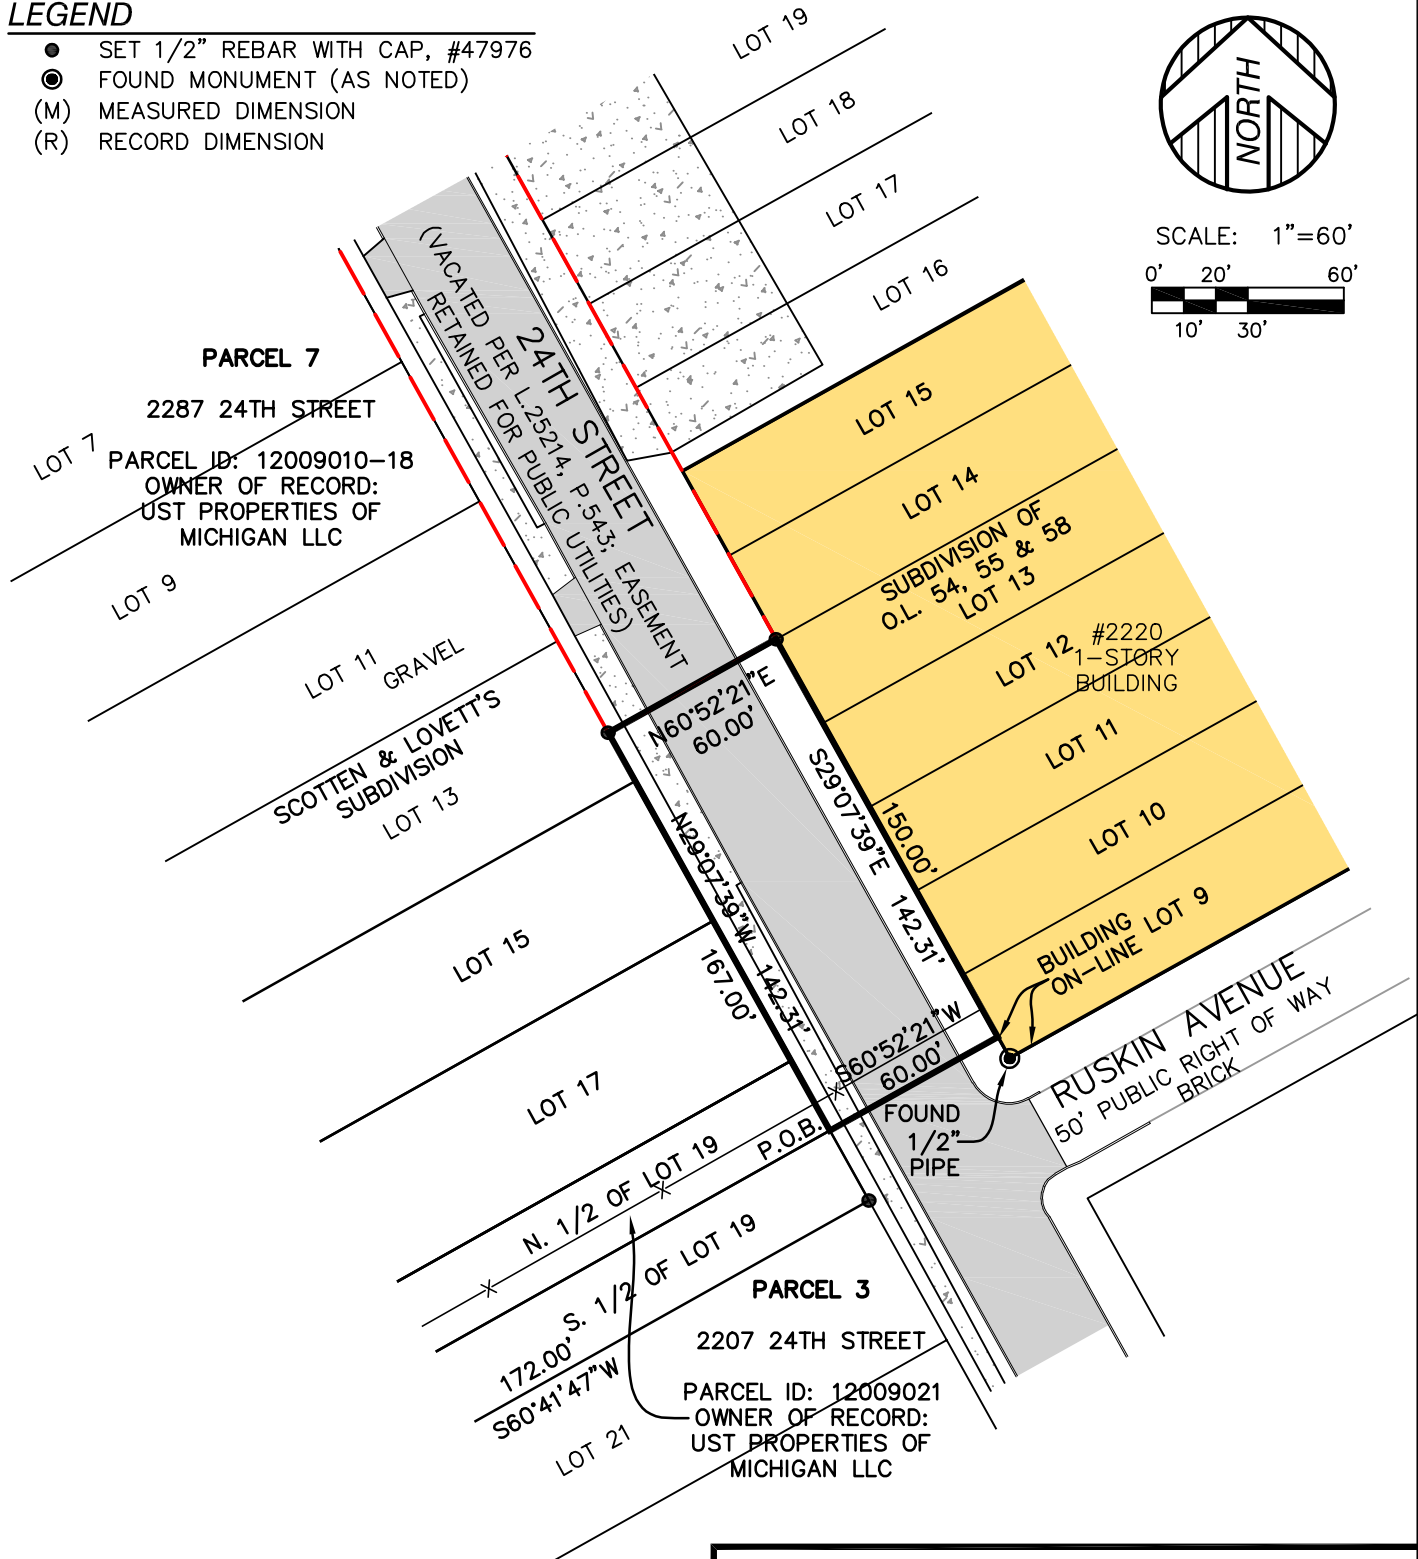 LEGEND
SET 1/2" REBAR WITH CAP, #47976
FOUND MONUMENT (AS NOTED)
(M) MEASURED DIMENSION
(R) RECORD DIMENSION
NORTH
SCALE: 1"=60'
0' 20' 60'
10' 30'
LOT 19
LOT 18
LOT 17
LOT 16
LOT 15
LOT 14
SUBDIVISION OF
O.L. 54, 55 & 58
LOT 13
LOT 12
#2220
1-STORY
BUILDING
LOT 11
LOT 10
LOT 9
BUILDING
ON-LINE
24TH STREET
(VACATED PER L.25214, P.543; EASEMENT
RETAINED FOR PUBLIC UTILITIES)
PARCEL 7
2287 24TH STREET
PARCEL ID: 12009010-18
OWNER OF RECORD:
UST PROPERTIES OF
MICHIGAN LLC
LOT 7
LOT 9
LOT 11
GRAVEL
SCOTTEN & LOVETT'S
SUBDIVISION
LOT 13
LOT 15
LOT 17
N. 1/2 OF LOT 19
S. 1/2 OF LOT 19
172.00'
S60°41'47"W
LOT 21
N60°52'21"E
60.00'
S29°07'39"E 142.31'
150.00'
N29°07'39"W 142.31'
167.00'
S60°52'21"W
60.00'
P.O.B.
FOUND
1/2"
PIPE
RUSKIN AVENUE
50' PUBLIC RIGHT OF WAY
BRICK
PARCEL 3
2207 24TH STREET
PARCEL ID: 12009021
OWNER OF RECORD:
UST PROPERTIES OF
MICHIGAN LLC